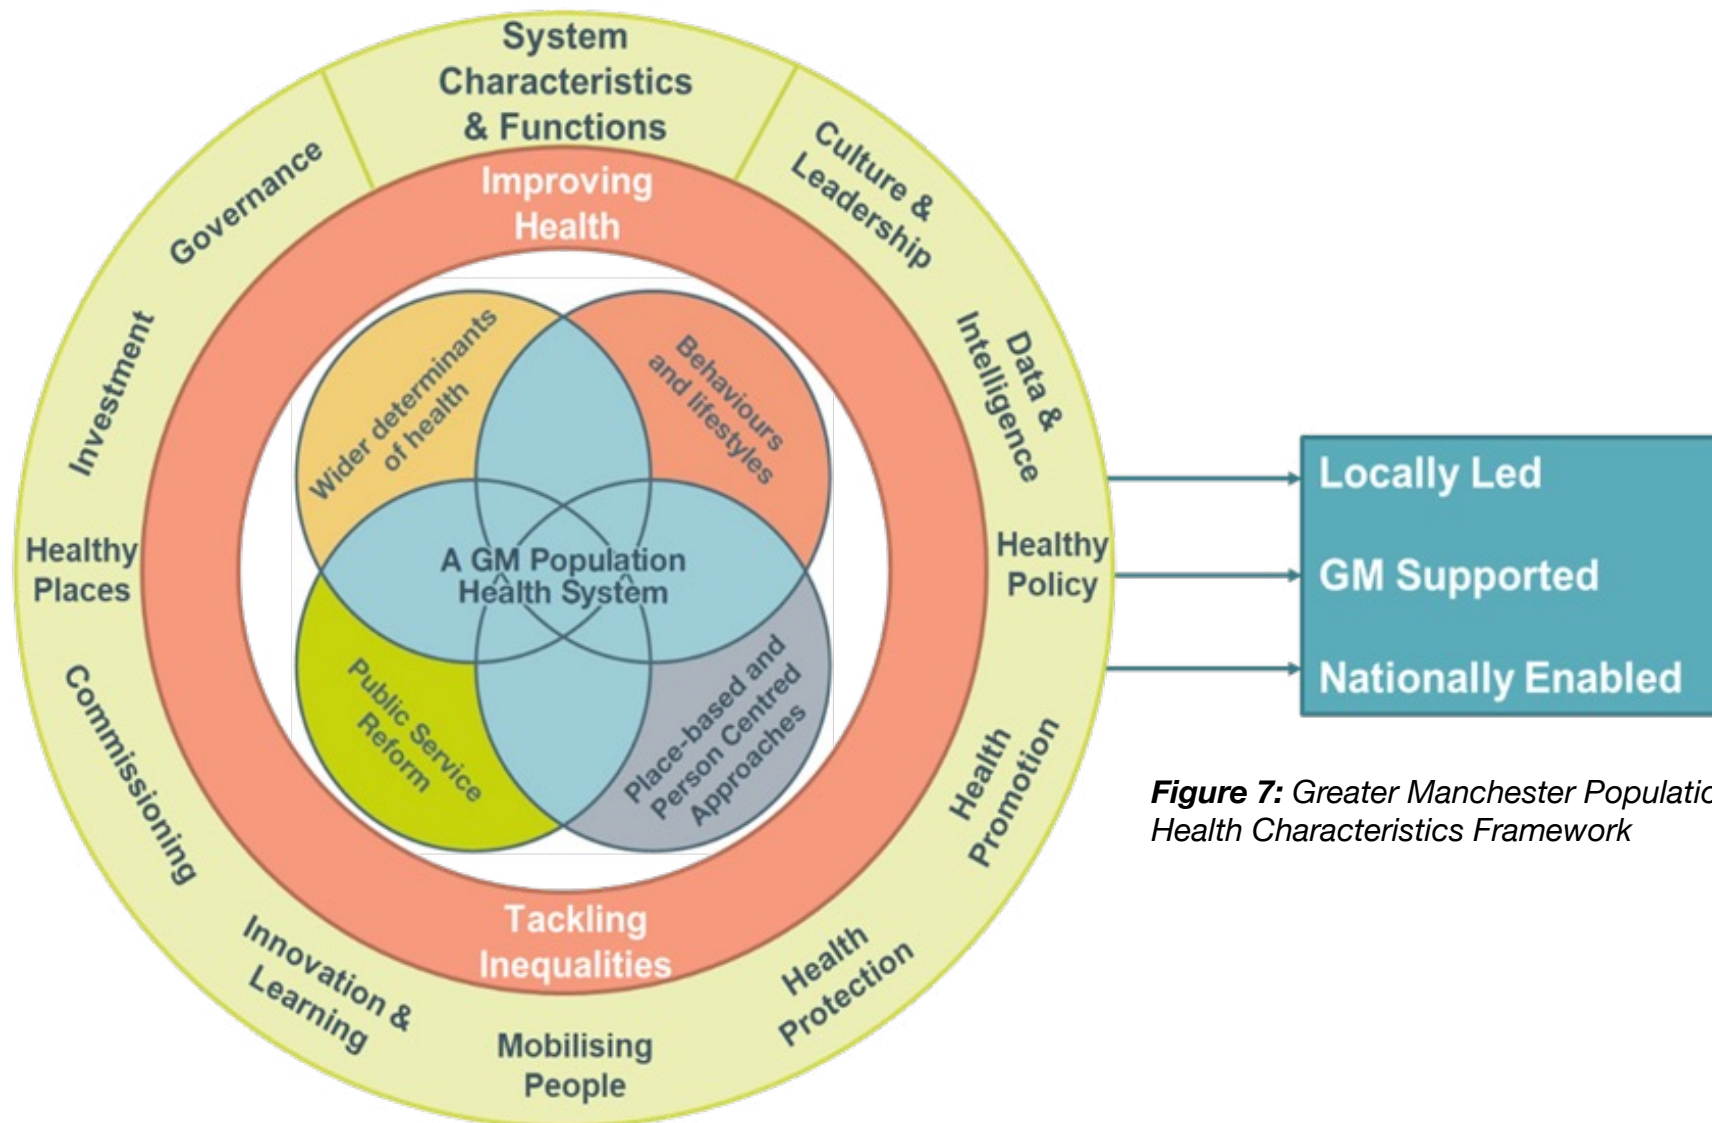 System
Characteristics
& Functions
Culture &
Leadership
Data &
Intelligence
Healthy
Policy
Health
Promotion
Health
Protection
Mobilising
People
Innovation &
Learning
Commissioning
Healthy
Places
Investment
Governance
Improving
Health
Tackling
Inequalities
Wider determinants
of health
Behaviours
and lifestyles
A GM Population
Health System
Public Service
Reform
Place-based and
Person Centred
Approaches
Locally Led
GM Supported
Nationally Enabled
Figure 7: Greater Manchester Populatio
Health Characteristics Framework